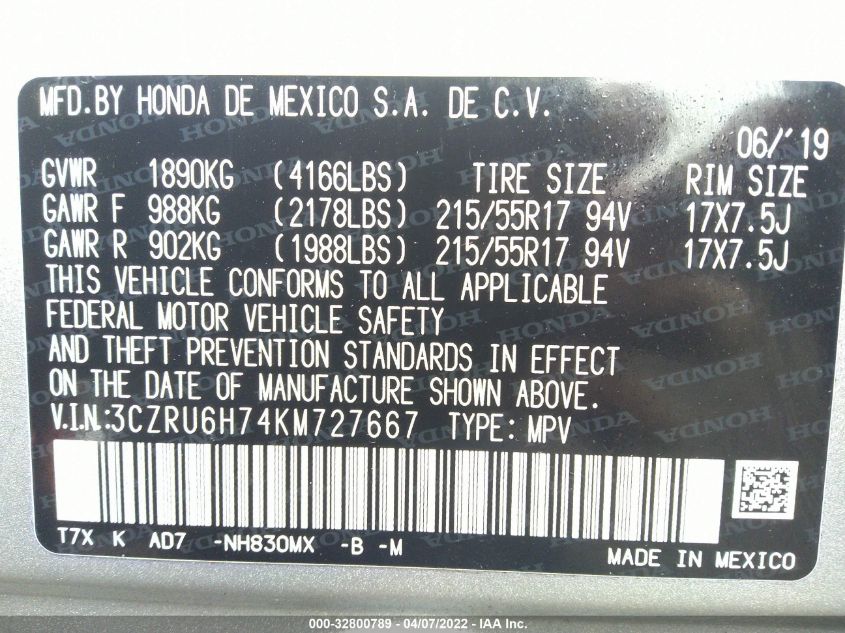 MFD.BY HONDA DE MEXICO S.A. DE C.V.
06/'19
GVWR 1890KG (4166LBS) TIRE SIZE RIM SIZE
GAWR F 988KG (2178LBS) 215/55R17 94V 17X7.5J
GAWR R 902KG (1988LBS) 215/55R17 94V 17X7.5J
THIS VEHICLE CONFORMS TO ALL APPLICABLE
FEDERAL MOTOR VEHICLE SAFETY
AND THEFT PREVENTION STANDARDS IN EFFECT
ON THE DATE OF MANUFACTURE SHOWN ABOVE.
V.I.N.:3CZRU6H74KM727667 TYPE: MPV
T7X K AD7 -NH830MX -B -M
MADE IN MEXICO
000-32800789 - 04/07/2022 - IAA Inc.